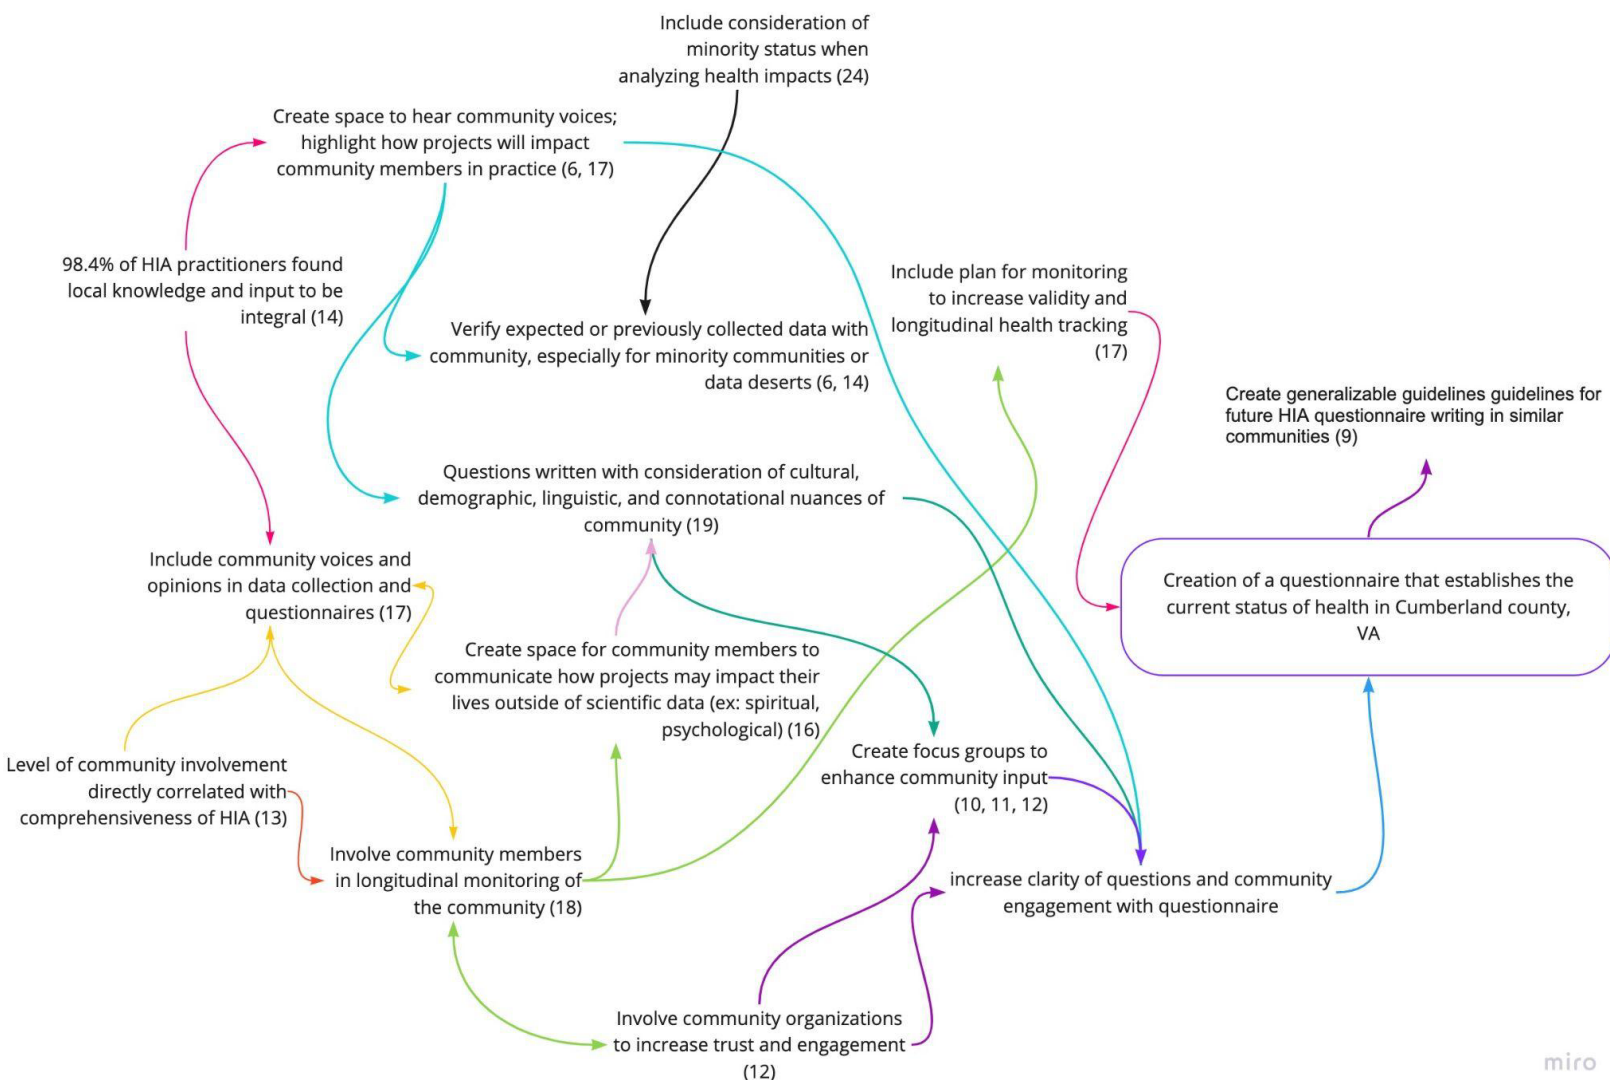 Include consideration of
minority status when
analyzing health impacts (24)
Create space to hear community voices;
highlight how projects will impact
community members in practice (6, 17)
98.4% of HIA practitioners found
local knowledge and input to be
integral (14)
Include plan for monitoring
to increase validity and
longitudinal health tracking
(17)
Verify expected or previously collected data with
community, especially for minority communities or
data deserts (6, 14)
Create generalizable guidelines guidelines for
future HIA questionnaire writing in similar
communities (9)
Questions written with consideration of cultural,
demographic, linguistic, and connotational nuances of
community (19)
Include community voices and
opinions in data collection and
questionnaires (17)
Creation of a questionnaire that establishes the
current status of health in Cumberland county,
VA
Create space for community members to
communicate how projects may impact their
lives outside of scientific data (ex: spiritual,
psychological) (16)
Level of community involvement
directly correlated with
comprehensiveness of HIA (13)
Create focus groups to
enhance community input
(10, 11, 12)
Involve community members
in longitudinal monitoring of
the community (18)
increase clarity of questions and community
engagement with questionnaire
Involve community organizations
to increase trust and engagement
(12)
miro